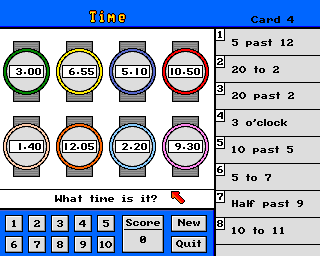 Time
Card 4
3.00 6.55 5.10 10.50
1.40 12.05 2.20 9.30
What time is it?
1 5 past 12
2 20 to 2
3 20 past 2
4 3 o'clock
5 10 past 5
6 5 to 7
7 Half past 9
8 10 to 11
1 2 3 4 5
6 7 8 9 10
Score
0
New
Quit